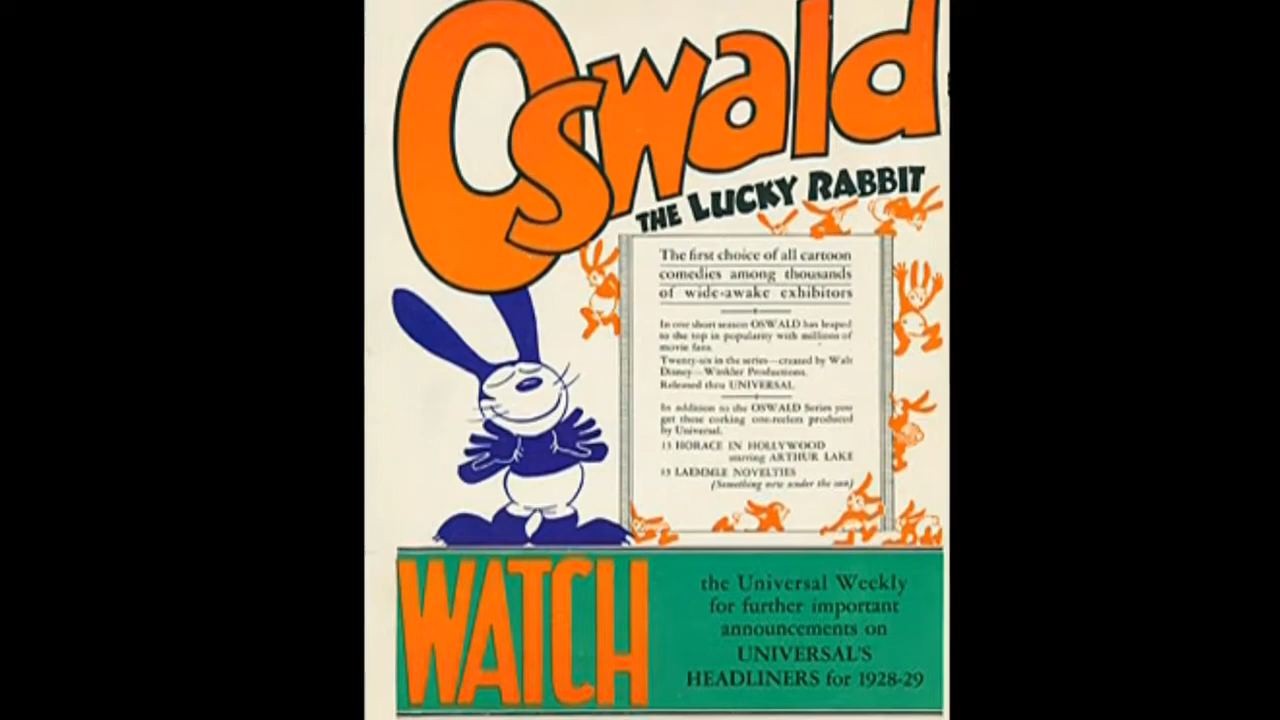 Oswald
THE LUCKY RABBIT
The first choice of all cartoon
comedies among thousands
of wide-awake exhibitors
In one short season OSWALD has leaped
to the top in popularity with millions of
movie fans.
Twenty-six in the series—created by Walt
Disney—Winkler Productions.
Released thru UNIVERSAL
In addition to the OSWALD Series you
get these corking one-reelers produced
by Universal.
13 HORACE IN HOLLYWOOD
starring ARTHUR LAKE
13 LAEMMLE NOVELTIES
(Something new under the sun)
WATCH
the Universal Weekly
for further important
announcements on
UNIVERSAL'S
HEADLINERS for 1928-29